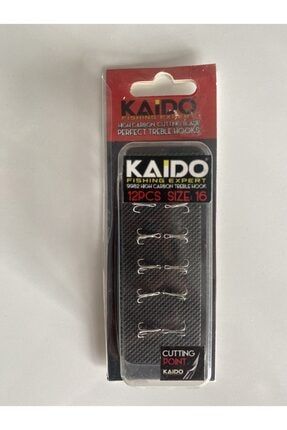 KAiDO
FISHING EXPERT
HIGH CARBON CUTTING BLADE
PERFECT TREBLE HOOKS
KAIDO
FISHING EXPERT
9982 HIGH CARBON TREBLE HOOK
12PCS SIZE: 16
CUTTING
POINT
KAIDO